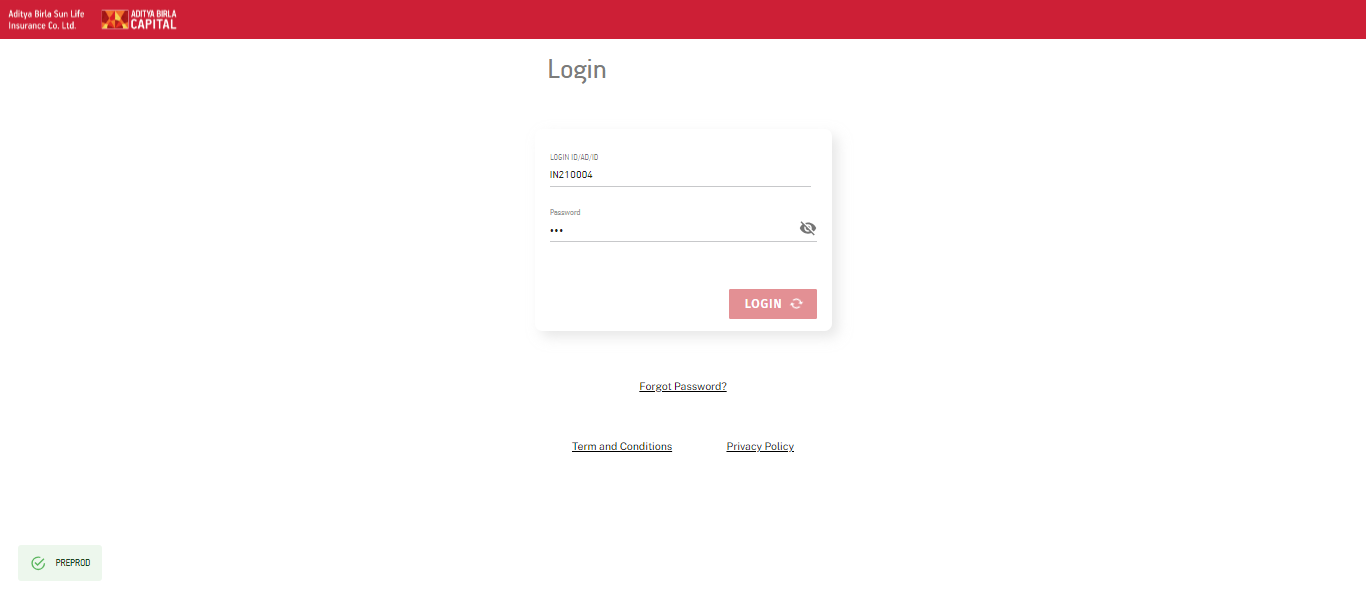 Aditya Birla Sun Life
Insurance Co. Ltd.
ADITYA BIRLA
CAPITAL
Login
LOGIN ID/AD/ID
IN210004
Password
•••
LOGIN
Forgot Password?
Term and Conditions
Privacy Policy
PREPROD